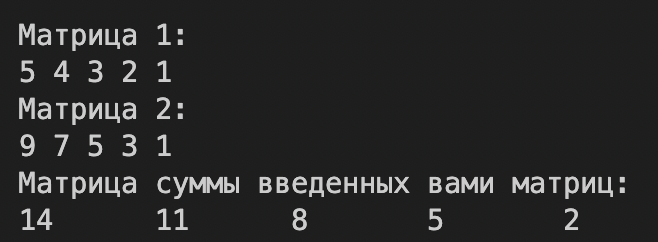 Матрица 1:
5 4 3 2 1
Матрица 2:
9 7 5 3 1
Матрица суммы введенных вами матриц:
14 11 8 5 2